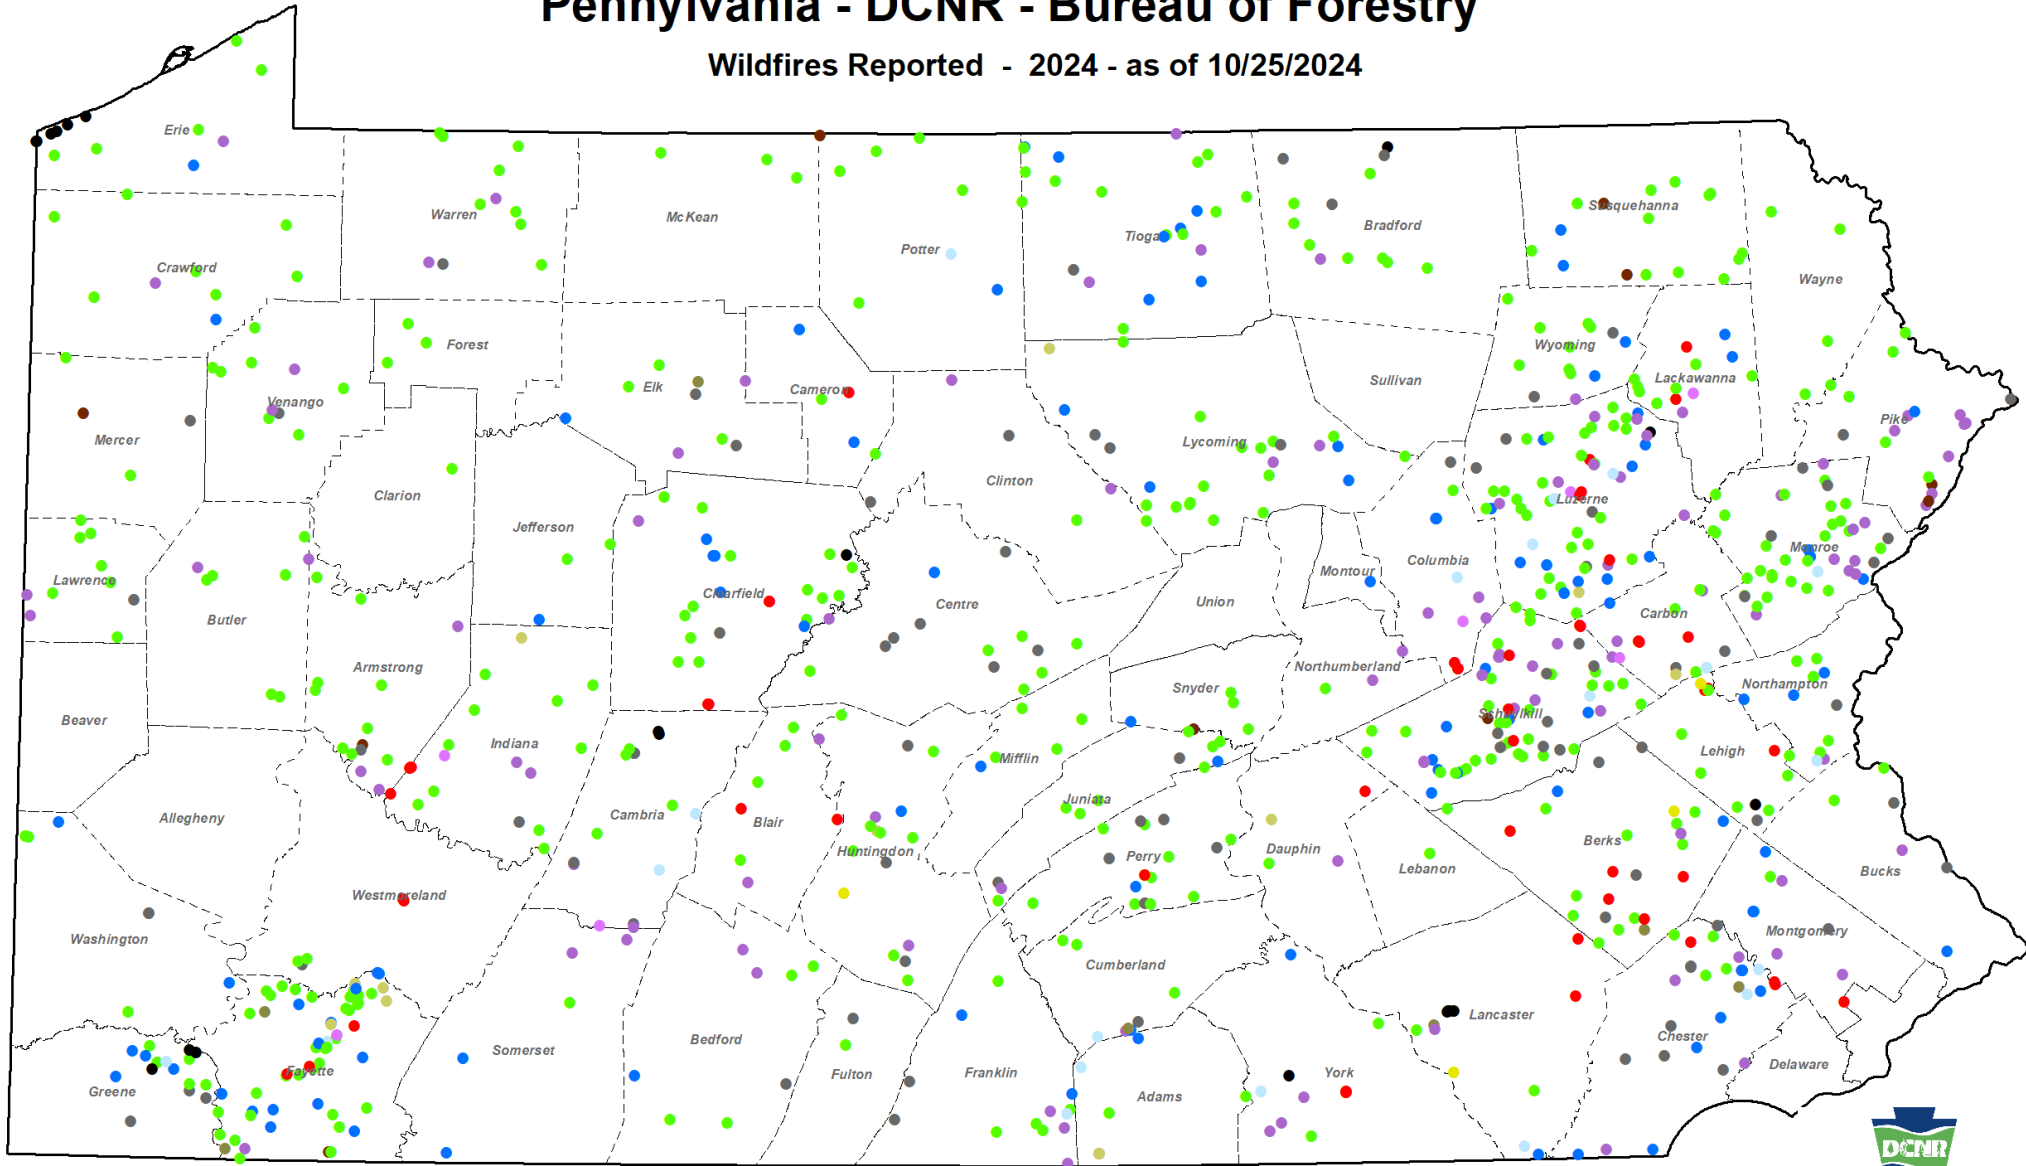 Pennylvania - DCNR - Bureau of Forestry
Wildfires Reported - 2024 - as of 10/25/2024
Erie
Warren
McKean
Potter
Tioga
Bradford
Susquehanna
Wayne
Crawford
Forest
Wyoming
Lackawanna
Venango
Elk
Cameron
Sullivan
Pike
Mercer
Lycoming
Clarion
Clinton
Luzerne
Jefferson
Monroe
Columbia
Montour
Lawrence
Clearfield
Centre
Union
Carbon
Butler
Armstrong
Northumberland
Snyder
Northampton
Beaver
Schuylkill
Indiana
Mifflin
Lehigh
Juniata
Allegheny
Cambria
Blair
Huntingdon
Perry
Dauphin
Berks
Lebanon
Bucks
Westmoreland
Washington
Montgomery
Cumberland
Lancaster
Somerset
Bedford
Chester
Delaware
Fayette
Fulton
Franklin
York
Greene
Adams
DCNR